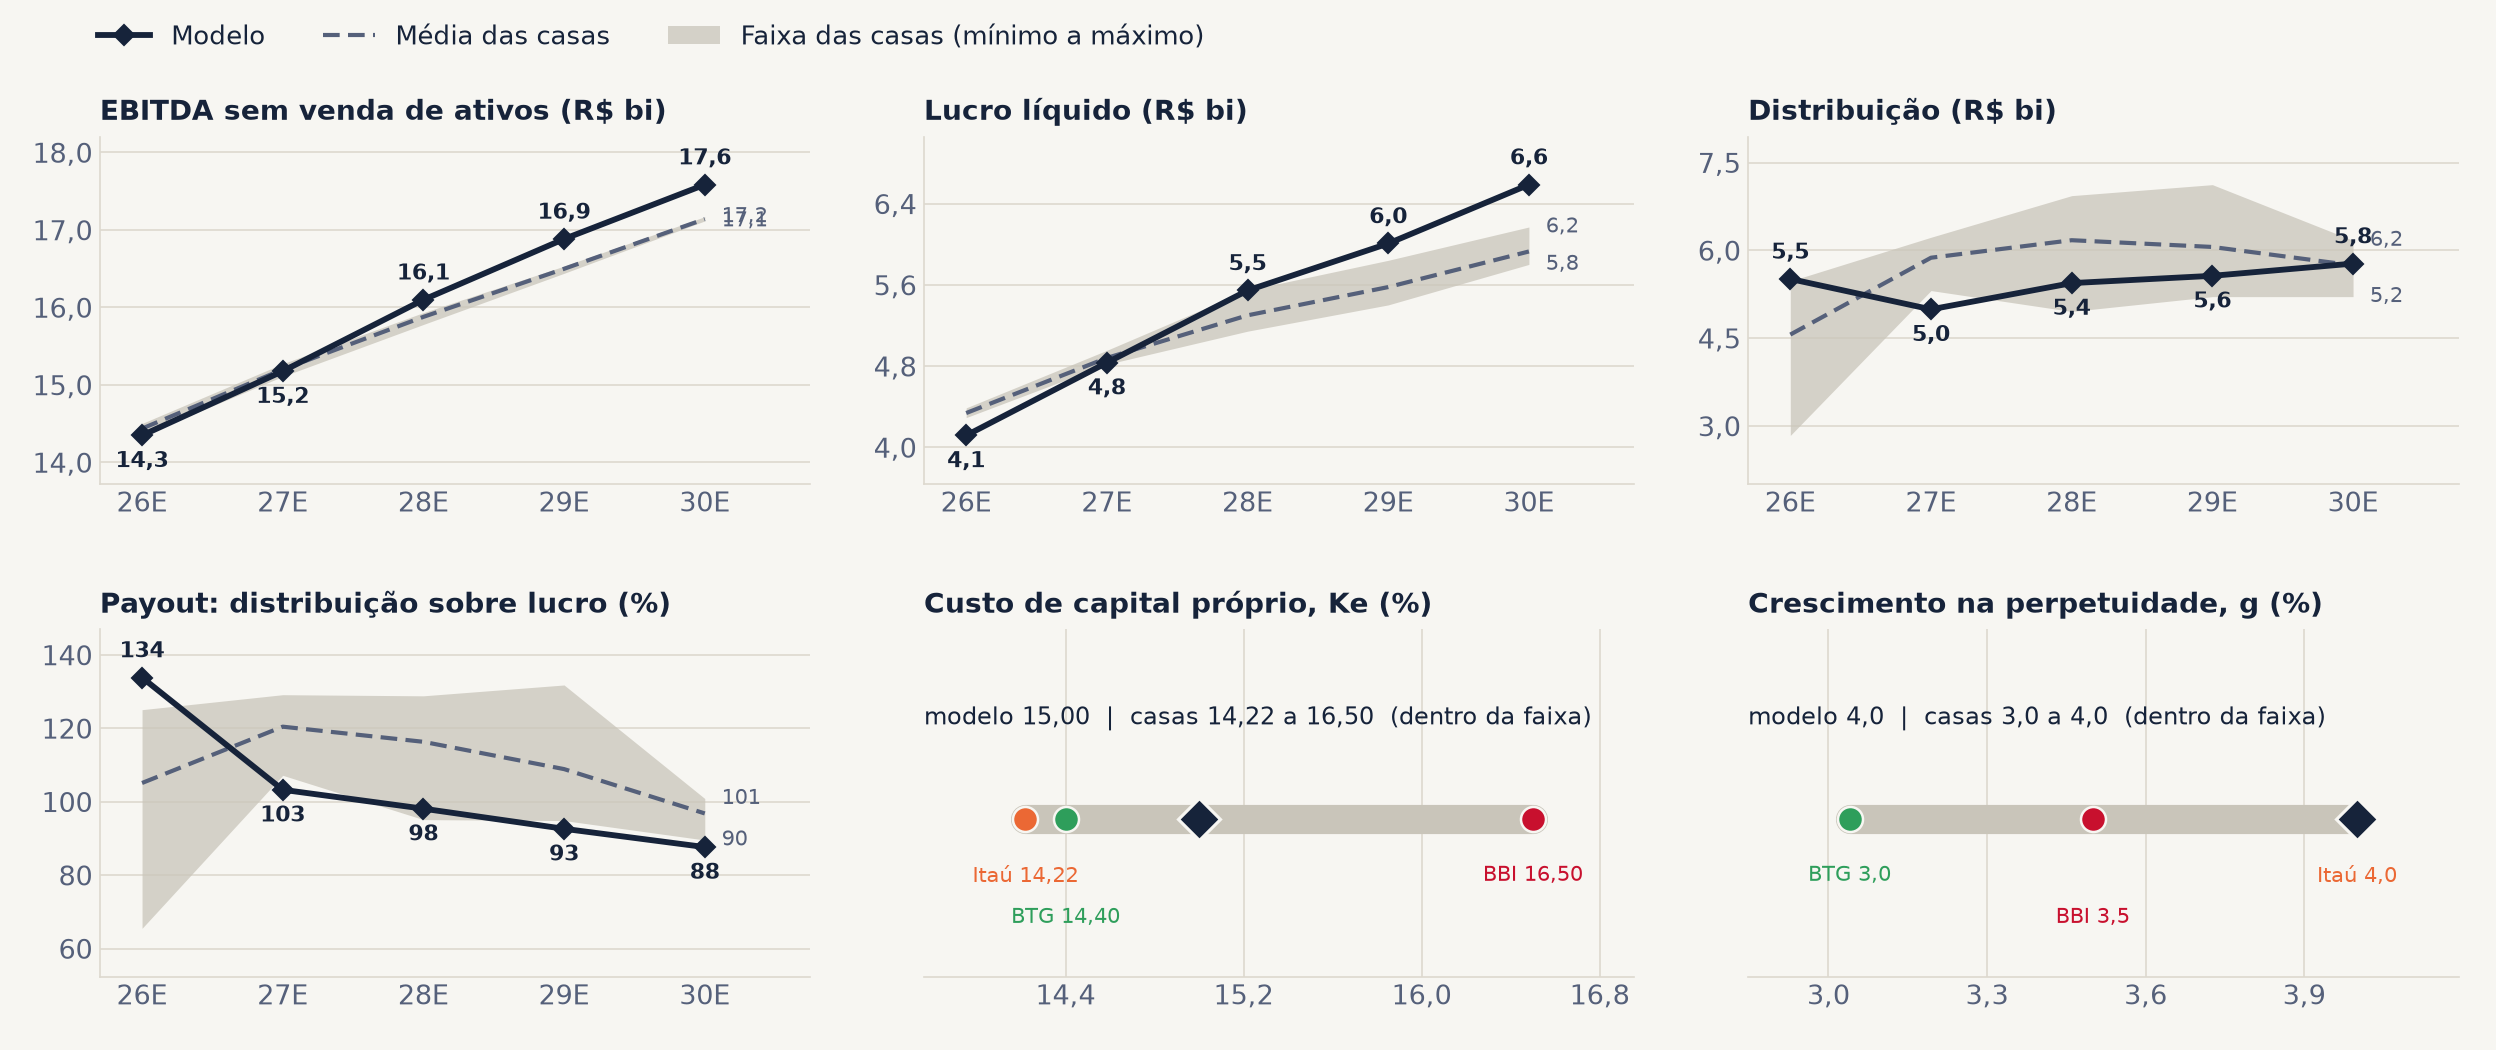 Modelo
Média das casas
Faixa das casas (mínimo a máximo)
EBITDA sem venda de ativos (R$ bi)
18,0
17,0
16,0
15,0
14,0
14,3
15,2
16,1
16,9
17,6
17,2
17,1
26E 27E 28E 29E 30E
Lucro líquido (R$ bi)
6,4
5,6
4,8
4,0
4,1
4,8
5,5
6,0
6,6
6,2
5,8
26E 27E 28E 29E 30E
Distribuição (R$ bi)
7,5
6,0
4,5
3,0
5,5
5,0
5,4
5,6
5,8
6,2
5,2
26E 27E 28E 29E 30E
Payout: distribuição sobre lucro (%)
140
120
100
80
60
134
103
98
93
88
101
90
26E 27E 28E 29E 30E
Custo de capital próprio, Ke (%)
modelo 15,00 | casas 14,22 a 16,50 (dentro da faixa)
Itaú 14,22
BBI 16,50
BTG 14,40
14,4 15,2 16,0 16,8
Crescimento na perpetuidade, g (%)
modelo 4,0 | casas 3,0 a 4,0 (dentro da faixa)
BTG 3,0
Itaú 4,0
BBI 3,5
3,0 3,3 3,6 3,9